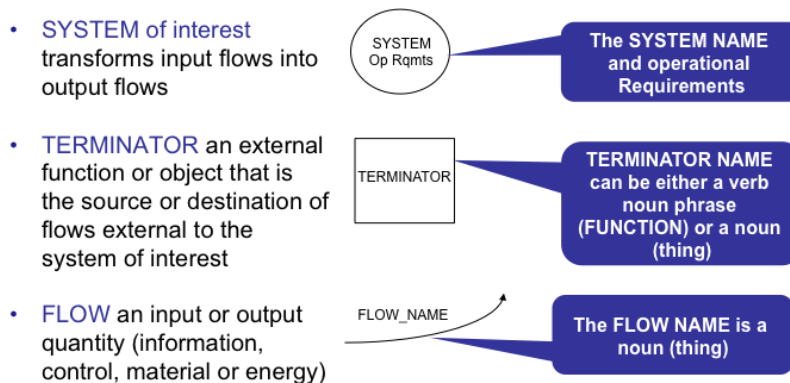 • SYSTEM of interest
transforms input flows into
output flows
SYSTEM
Op Rqmts
The SYSTEM NAME
and operational
Requirements
• TERMINATOR an external
function or object that is
the source or destination of
flows external to the
system of interest
TERMINATOR
TERMINATOR NAME
can be either a verb
noun phrase
(FUNCTION) or a noun
(thing)
• FLOW an input or output
quantity (information,
control, material or energy)
FLOW_NAME
The FLOW NAME is a
noun (thing)